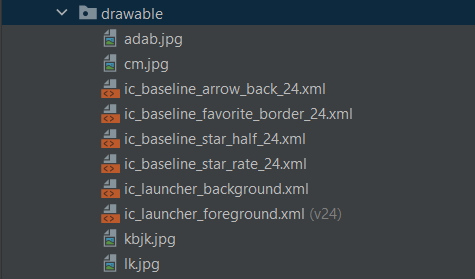 drawable
adab.jpg
cm.jpg
ic_baseline_arrow_back_24.xml
ic_baseline_favorite_border_24.xml
ic_baseline_star_half_24.xml
ic_baseline_star_rate_24.xml
ic_launcher_background.xml
ic_launcher_foreground.xml (v24)
kbjk.jpg
lk.jpg